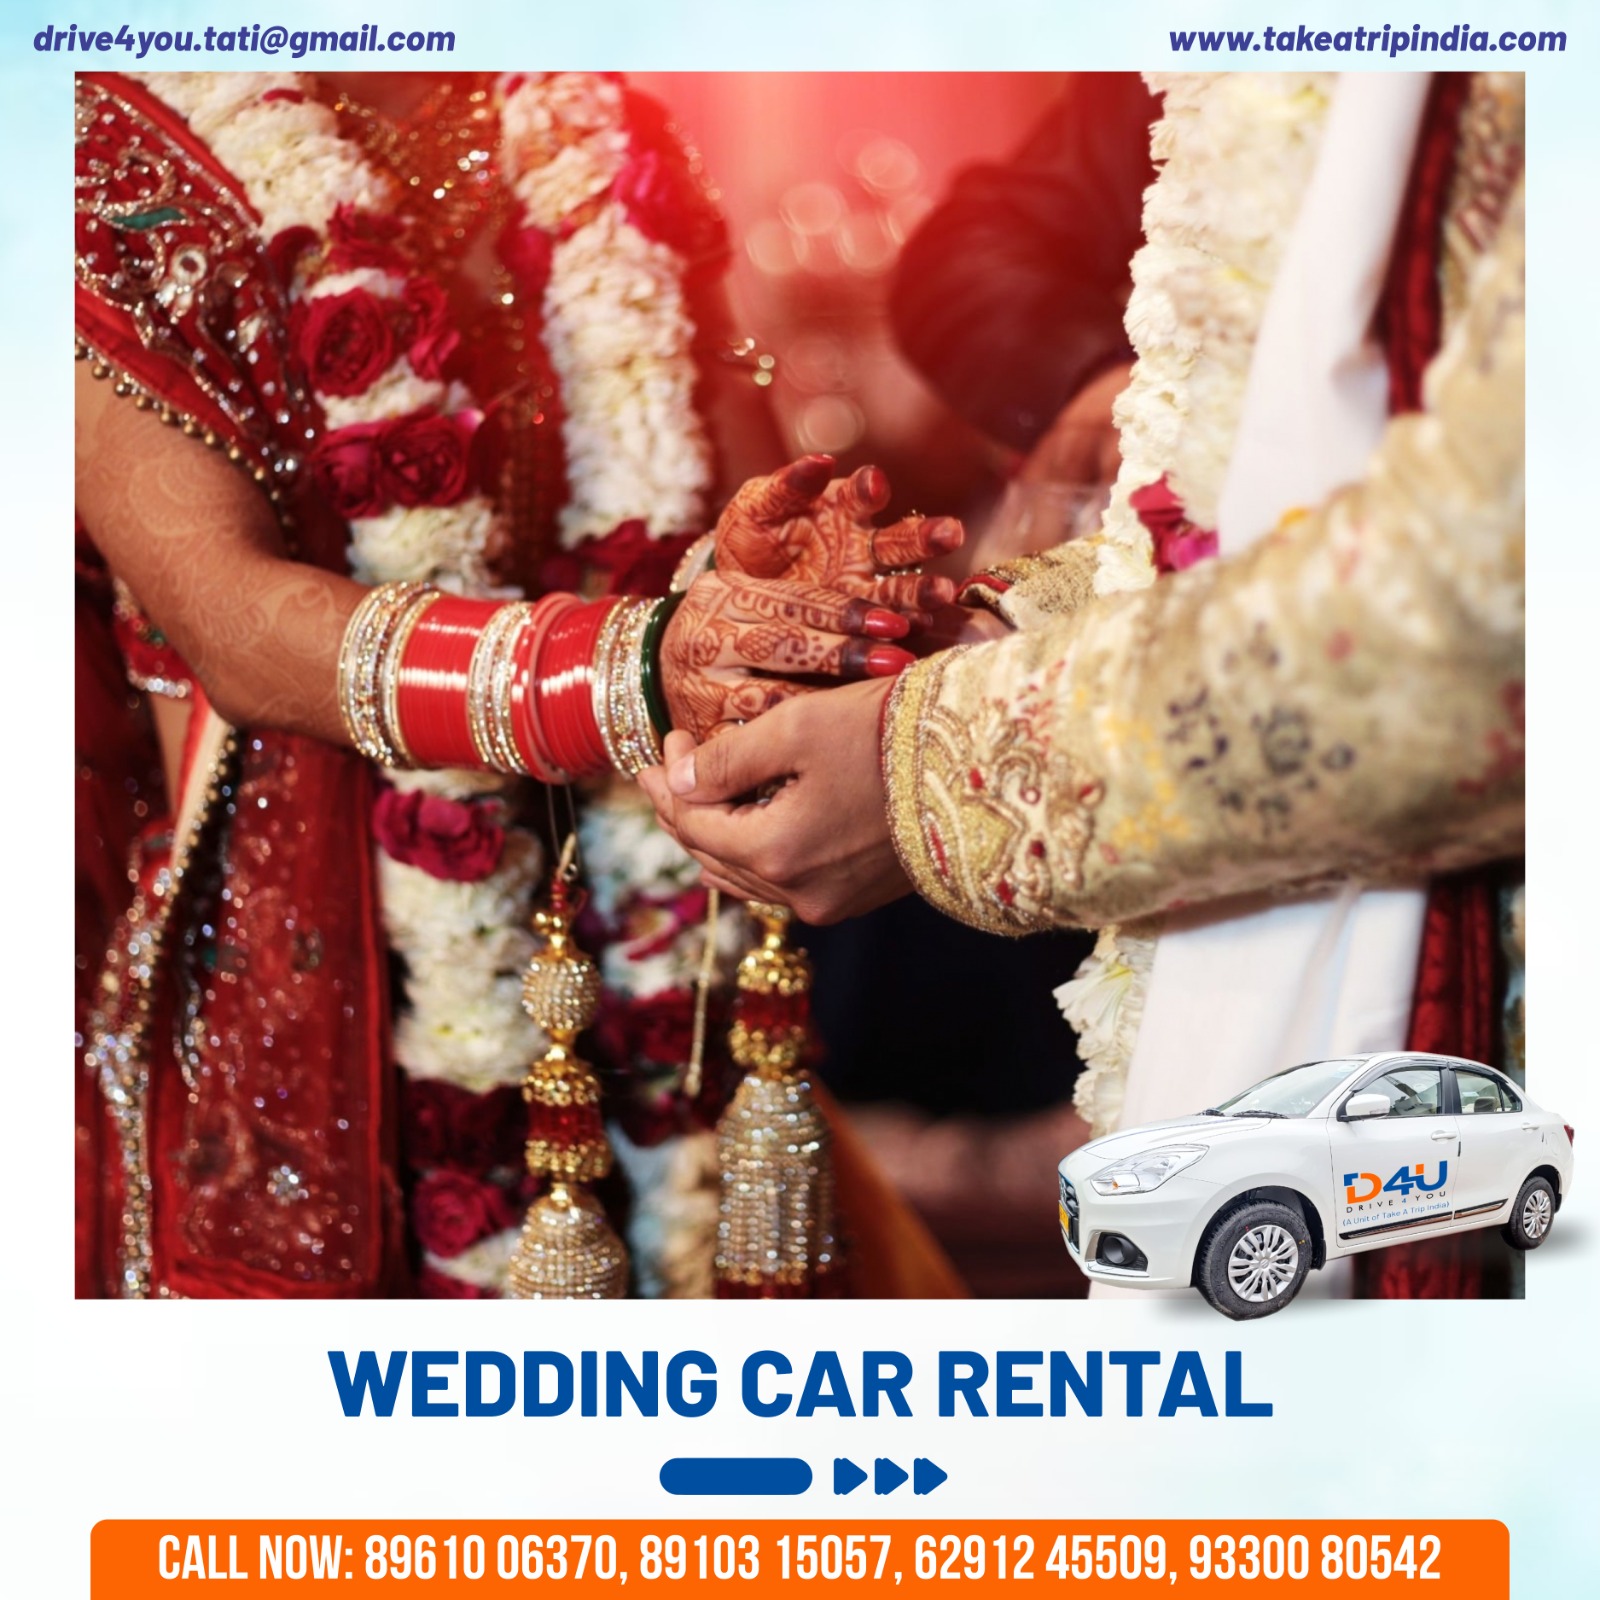 drive4you.tati@gmail.com
www.takeatripindia.com
D4U
DRIVE 4 YOU
(A Unit of Take A Trip India)
WEDDING CAR RENTAL
CALL NOW: 89610 06370, 89103 15057, 62912 45509, 93300 80542